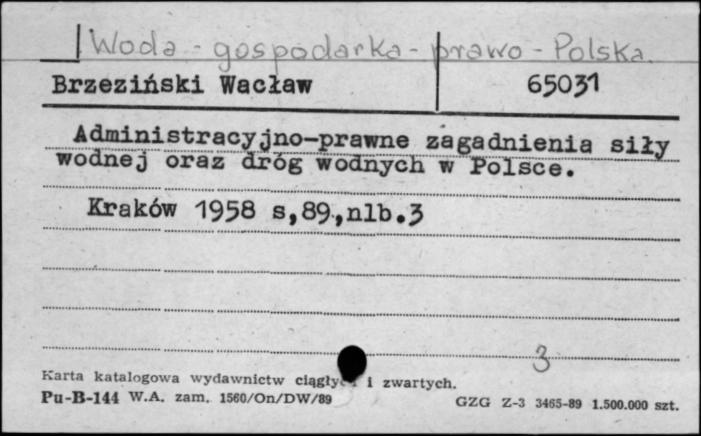 Woda - gospodarka - prawo - Polska.
Brzeziński Wacław 65031
Administracyjno-prawne zagadnienia siły
wodnej oraz dróg wodnych w Polsce.
Kraków 1958 s,89.,nlb.3
3
Karta katalogowa wydawnictw ciągłych i zwartych.
Pu-B-144 W.A. zam. 1560/On/DW/89 GZG Z-3 3465-89 1.500.000 szt.